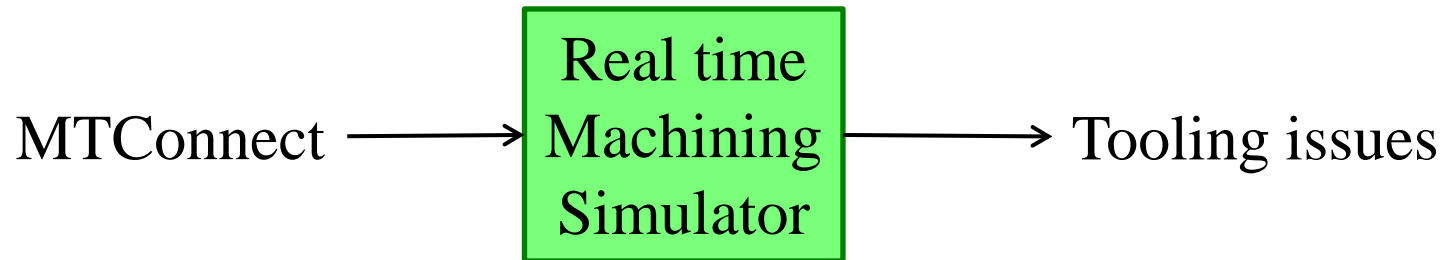 MTConnect
Real time
Machining
Simulator
Tooling issues